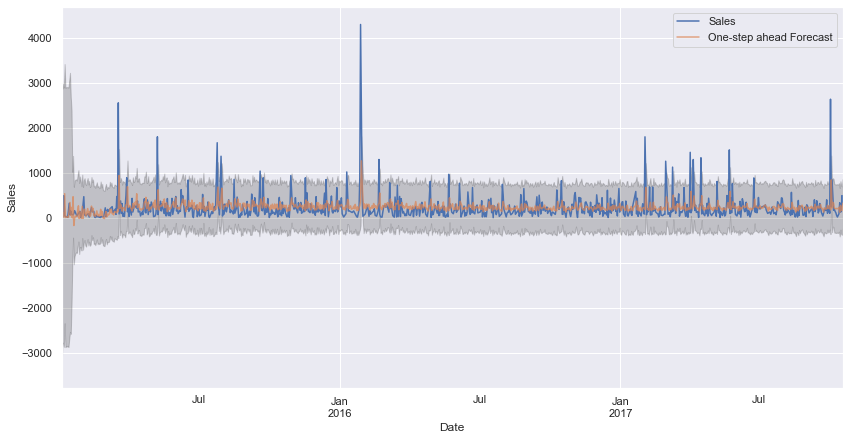 Sales
One-step ahead Forecast
4000
3000
2000
1000
0
−1000
−2000
−3000
Sales
Jul
Jan
2016
Jul
Jan
2017
Jul
Date